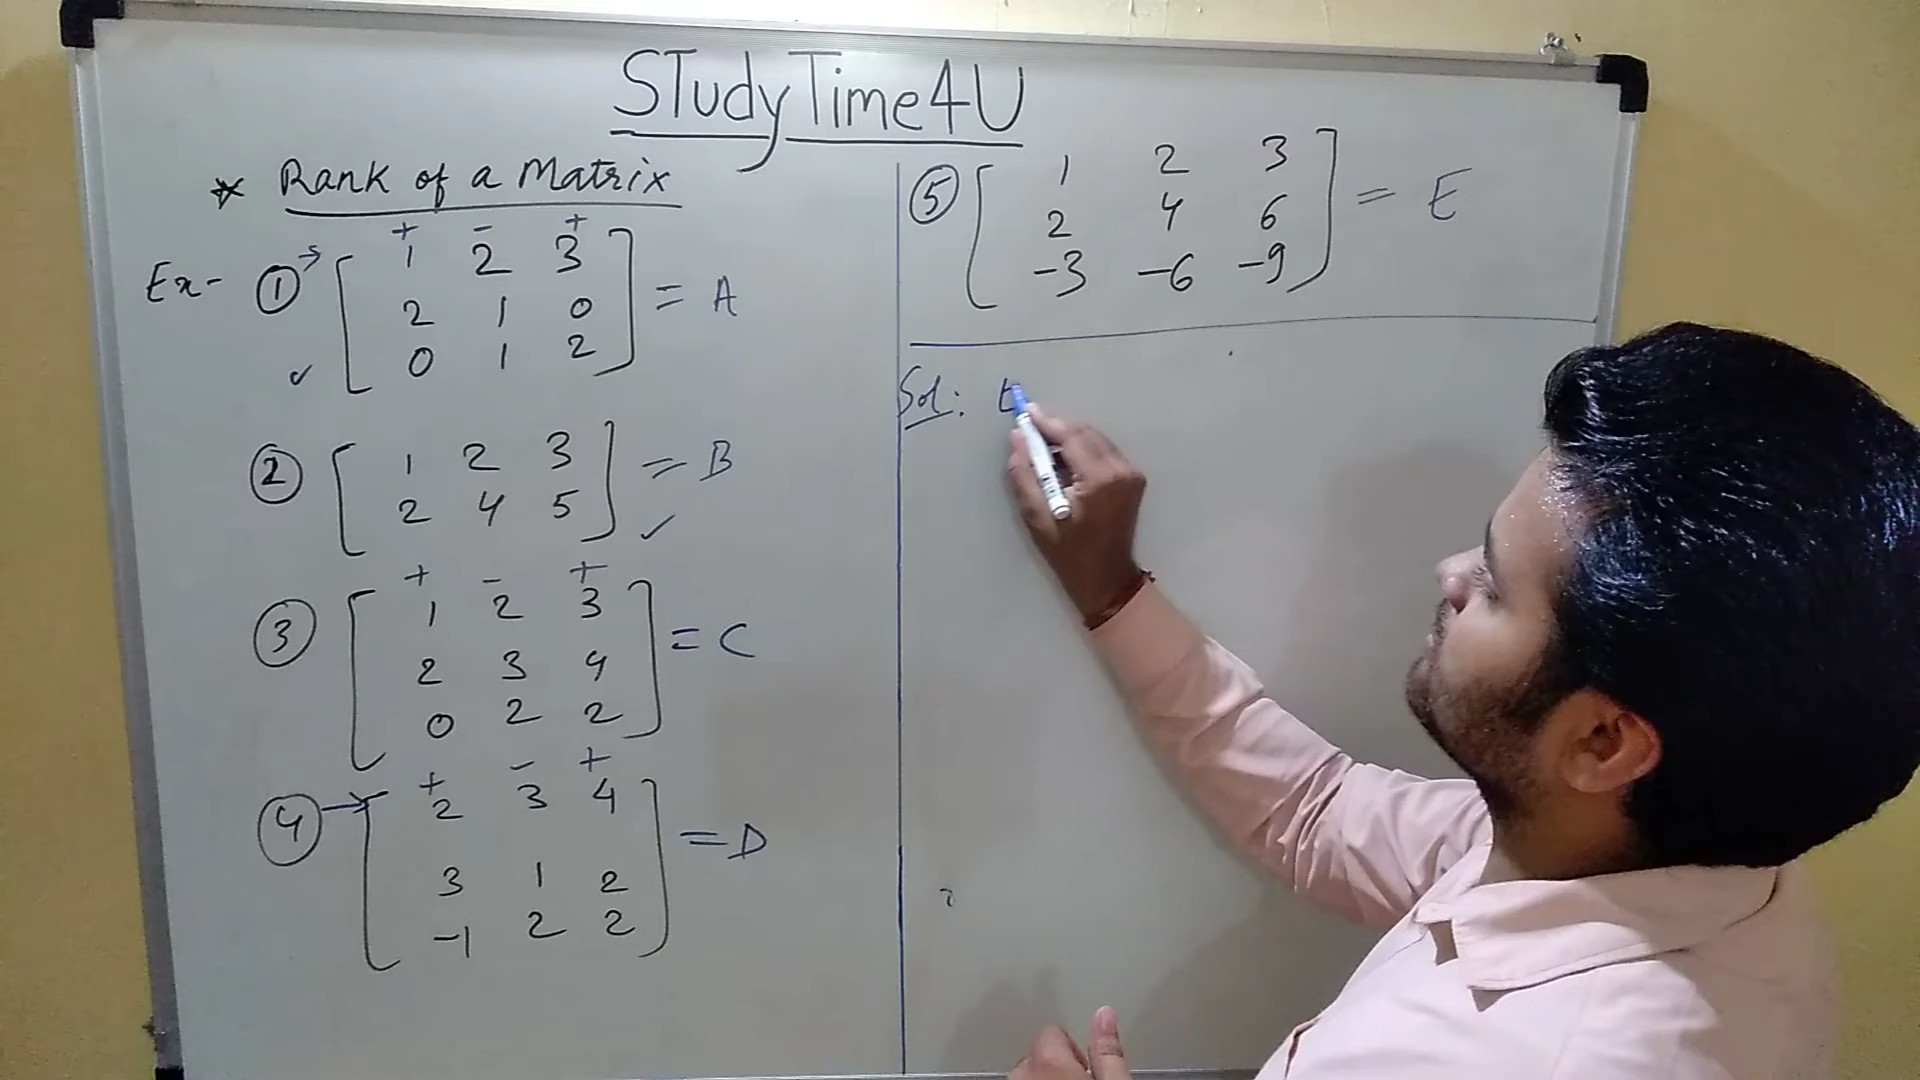 STudyTime4U
* Rank of a Matrix
+ - +
Ex- ① → [ 1 2 3
2 1 0
0 1 2 ] = A
✓
② [ 1 2 3
2 4 5 ] = B
✓
+ - +
③ [ 1 2 3
2 3 4
0 2 2 ] = C
+ - +
④ → [ 2 3 4
3 1 2
-1 2 2 ] = D
⑤ [ 1 2 3
2 4 6
-3 -6 -9 ] = E
Sol: